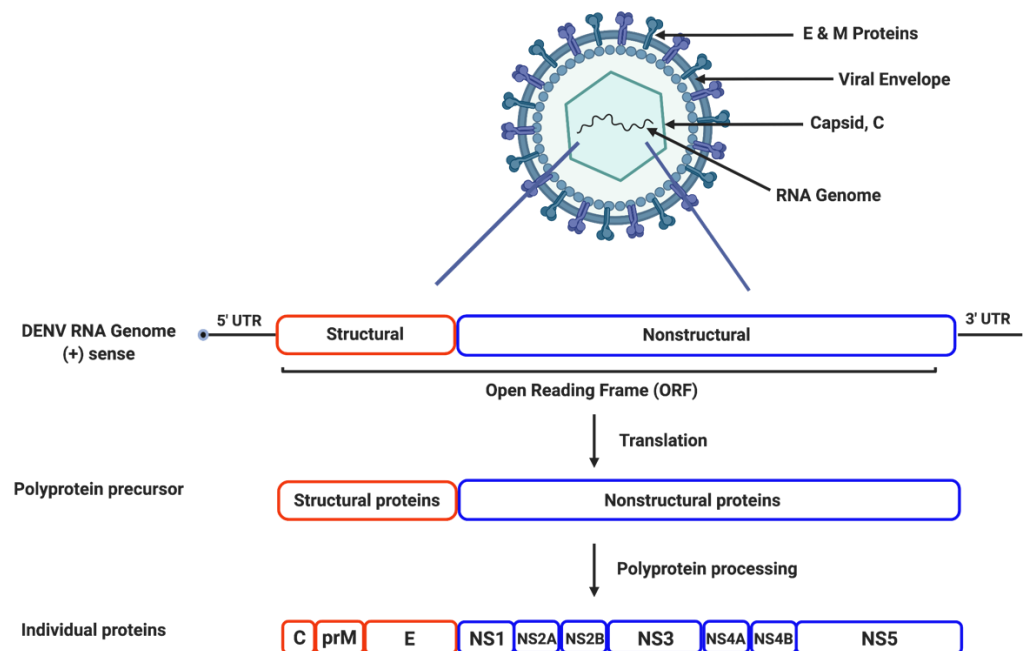 E & M Proteins
Viral Envelope
Capsid, C
RNA Genome
DENV RNA Genome
(+) sense
5' UTR
Structural
Nonstructural
3' UTR
Open Reading Frame (ORF)
Translation
Polyprotein precursor
Structural proteins
Nonstructural proteins
Polyprotein processing
Individual proteins
C
prM
E
NS1
NS2A
NS2B
NS3
NS4A
NS4B
NS5